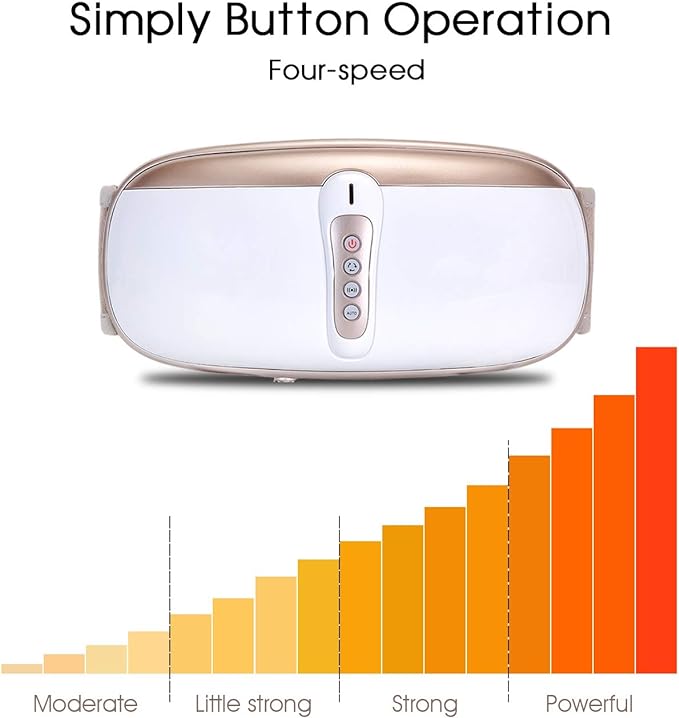 Simply Button Operation
Four-speed
AUTO
Moderate
Little strong
Strong
Powerful